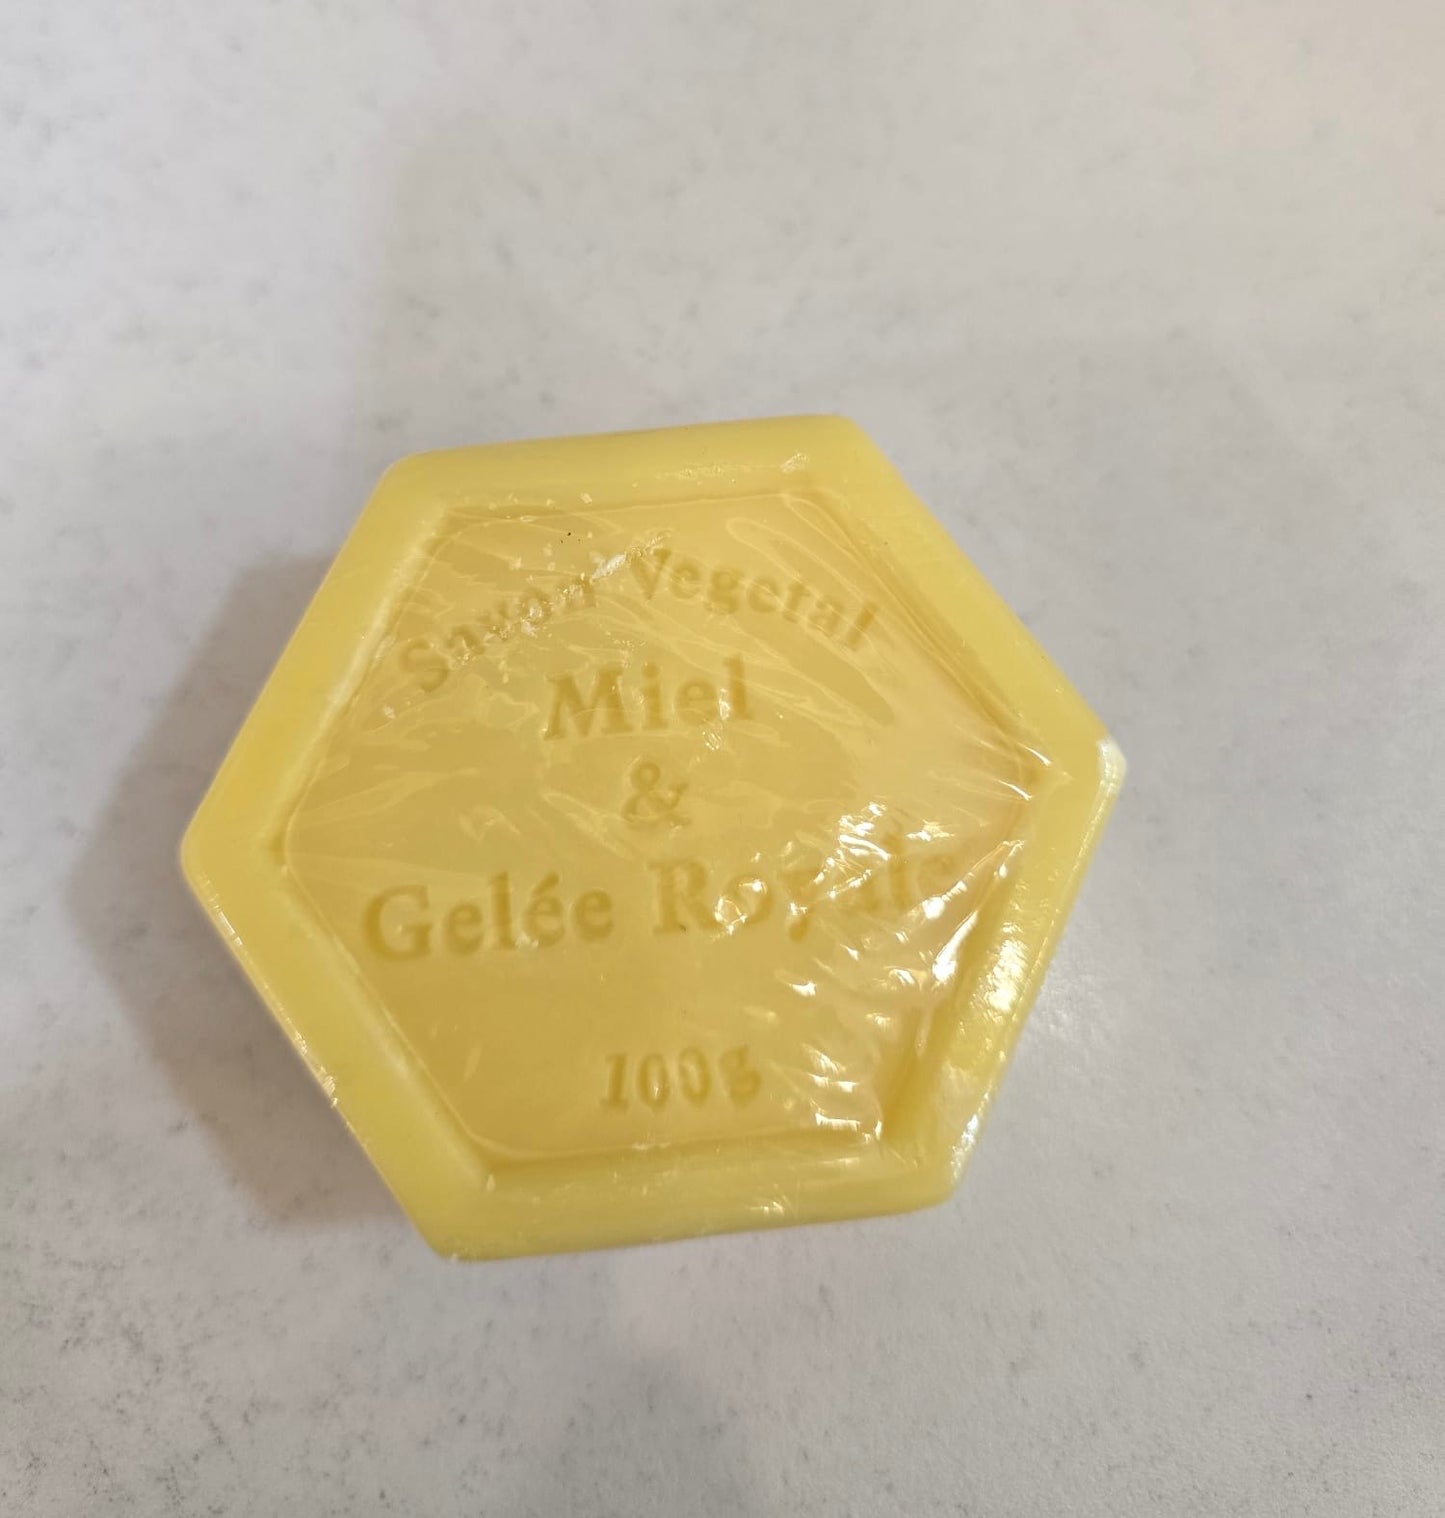 Savon Vegetal
Miel
&
Gelée Royale
100g